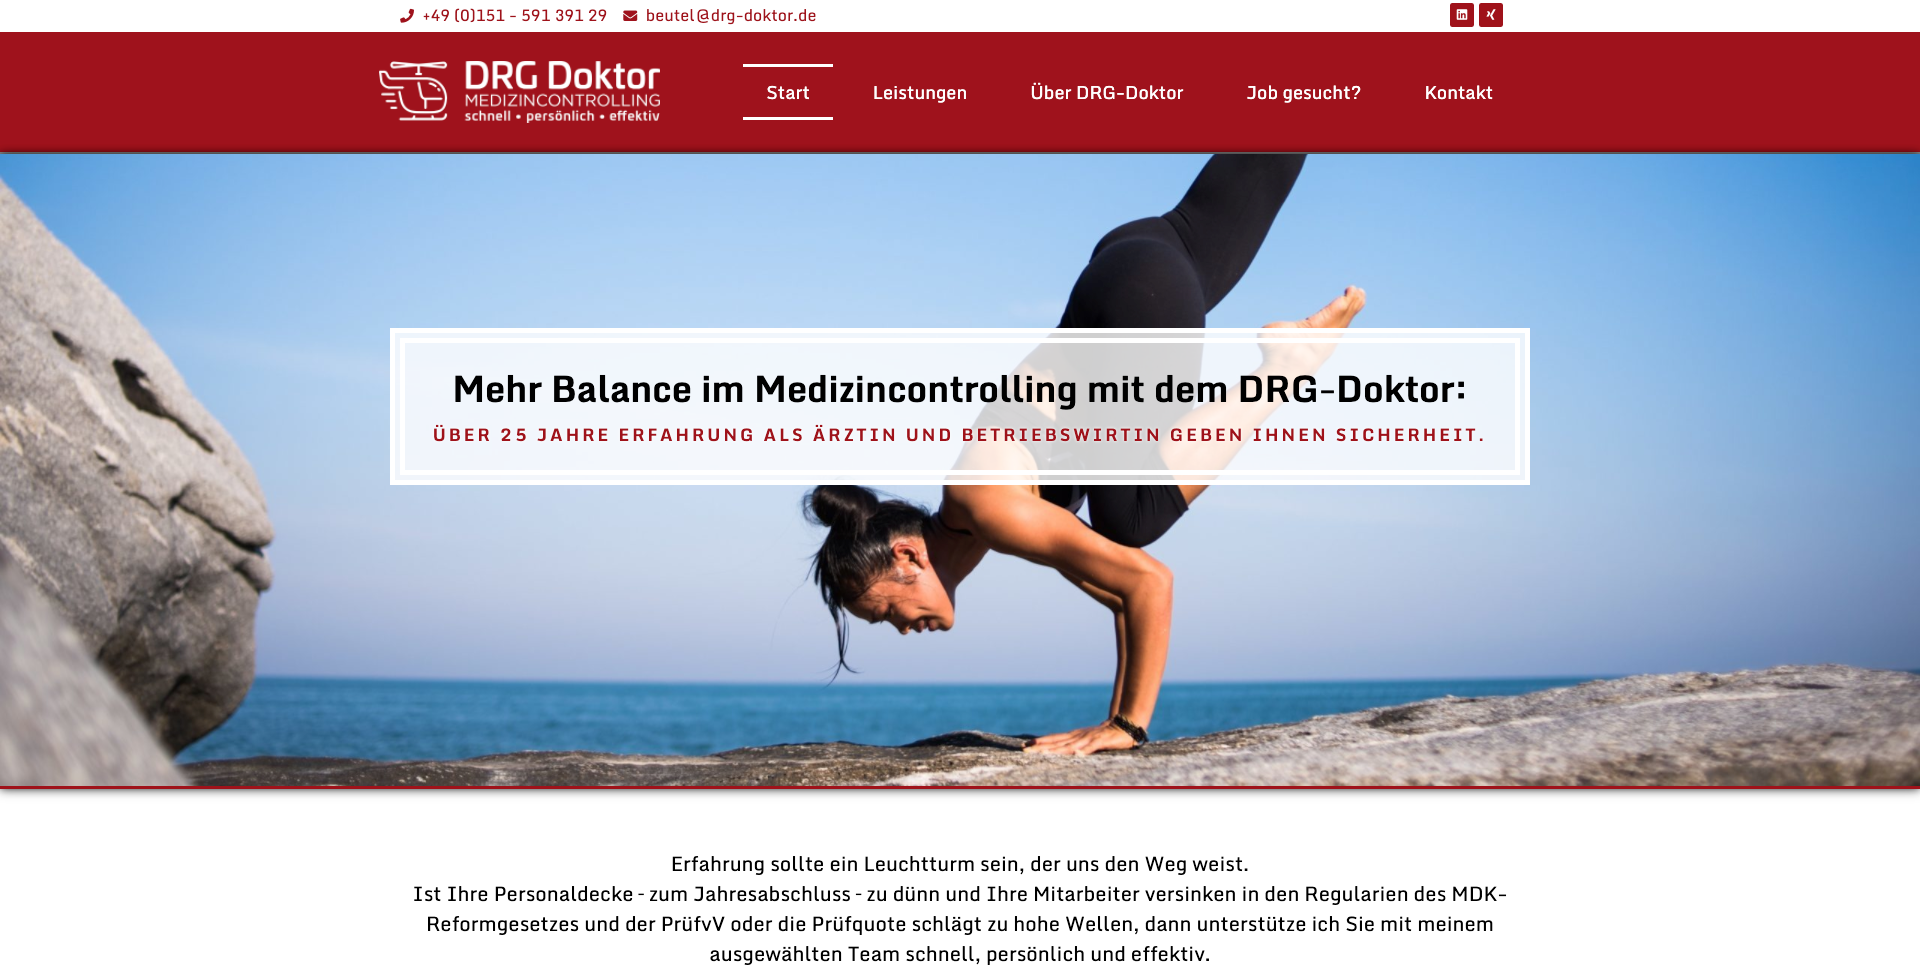 +49 (0)151 - 591 391 29 beutel@drg-doktor.de
DRG Doktor
MEDIZINCONTROLLING
schnell • persönlich • effektiv
Start Leistungen Über DRG-Doktor Job gesucht? Kontakt
Mehr Balance im Medizincontrolling mit dem DRG-Doktor:
ÜBER 25 JAHRE ERFAHRUNG ALS ÄRZTIN UND BETRIEBSWIRTIN GEBEN IHNEN SICHERHEIT.
Erfahrung sollte ein Leuchtturm sein, der uns den Weg weist.
Ist Ihre Personaldecke - zum Jahresabschluss - zu dünn und Ihre Mitarbeiter versinken in den Regularien des MDK-
Reformgesetzes und der PrüfvV oder die Prüfquote schlägt zu hohe Wellen, dann unterstütze ich Sie mit meinem
ausgewählten Team schnell, persönlich und effektiv.